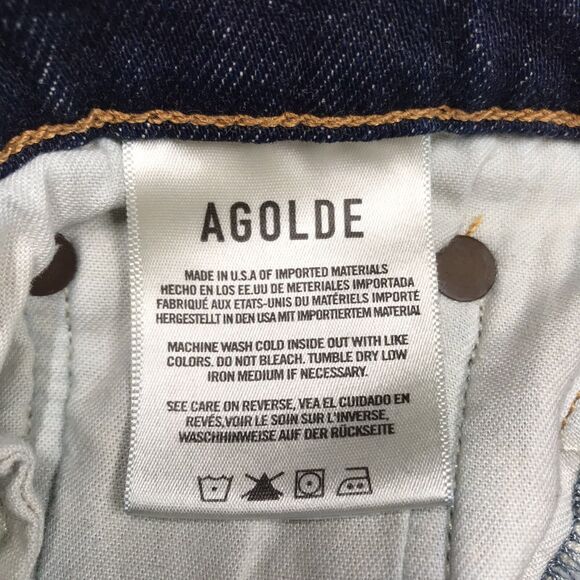 AGOLDE
MADE IN U.S.A OF IMPORTED MATERIALS
HECHO EN LOS EE.UU DE METERIALES IMPORTADA
FABRIQUÉ AUX ETATS-UNIS DU MATÉRIELS IMPORTÉ
HERGESTELLT IN DEN USA MIT IMPORTIERTEM MATERIAL
MACHINE WASH COLD INSIDE OUT WITH LIKE
COLORS. DO NOT BLEACH. TUMBLE DRY LOW
IRON MEDIUM IF NECESSARY.
SEE CARE ON REVERSE, VEA EL CUIDADO EN
REVÉS, VOIR LE SOIN SUR L'INVERSE,
WASCHHINWEISE AUF DER RÜCKSEITE